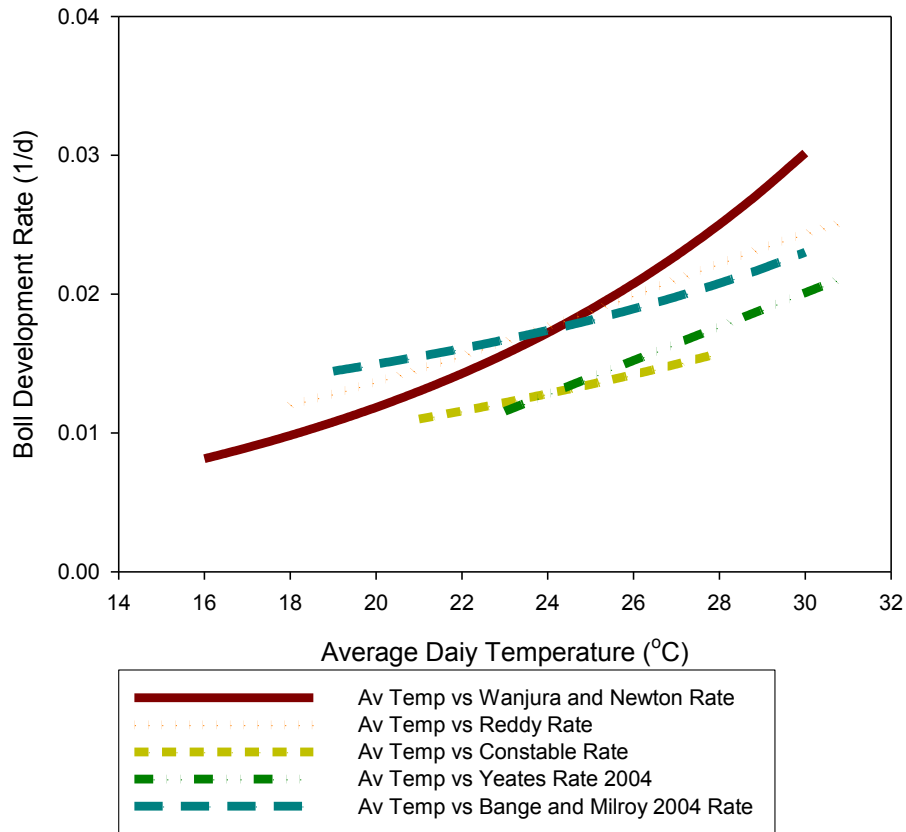 0.04
0.03
0.02
0.01
0.00
Boll Development Rate (1/d)
14 16 18 20 22 24 26 28 30 32
Average Daiy Temperature (°C)
Av Temp vs Wanjura and Newton Rate
Av Temp vs Reddy Rate
Av Temp vs Constable Rate
Av Temp vs Yeates Rate 2004
Av Temp vs Bange and Milroy 2004 Rate